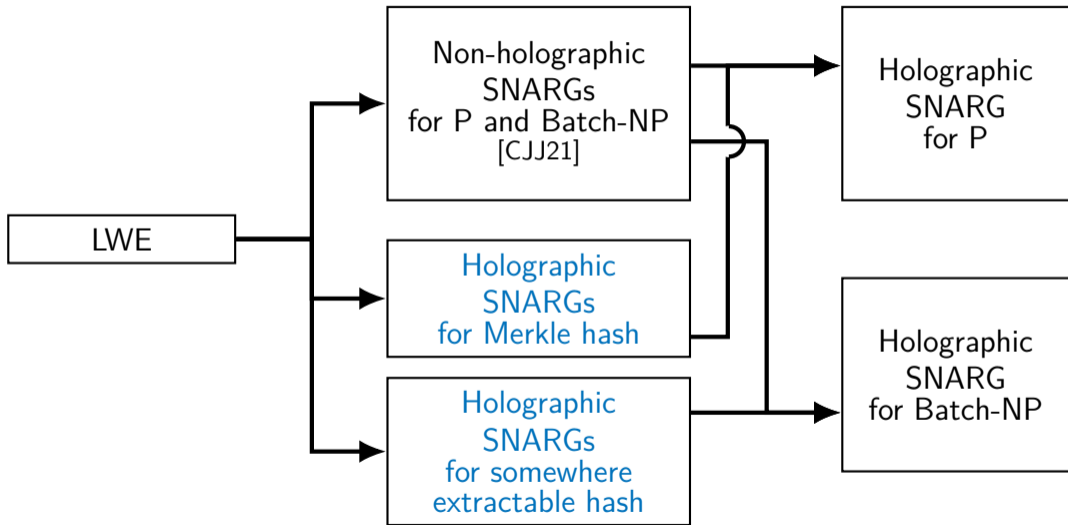 LWE
Non-holographic
SNARGs
for P and Batch-NP
[CJJ21]
Holographic
SNARGs
for Merkle hash
Holographic
SNARGs
for somewhere
extractable hash
Holographic
SNARG
for P
Holographic
SNARG
for Batch-NP